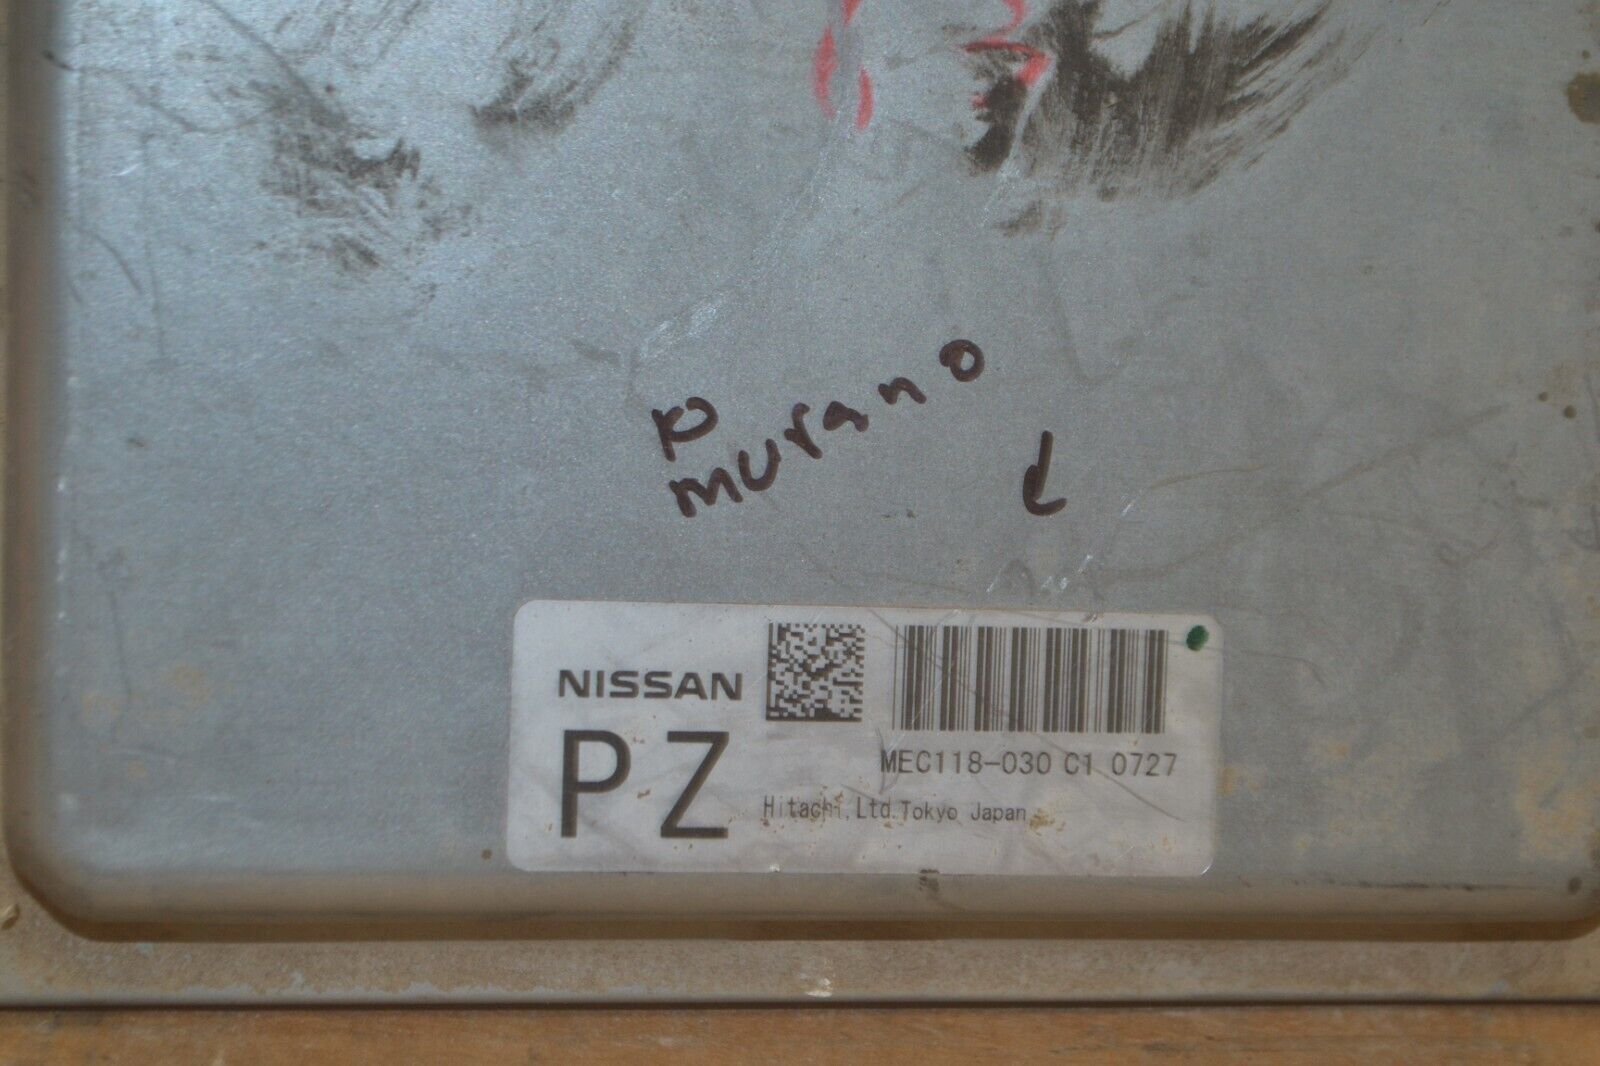 murano
NISSAN
PZ
MEC118-030 C1 0727
Hitachi, Ltd. Tokyo Japan